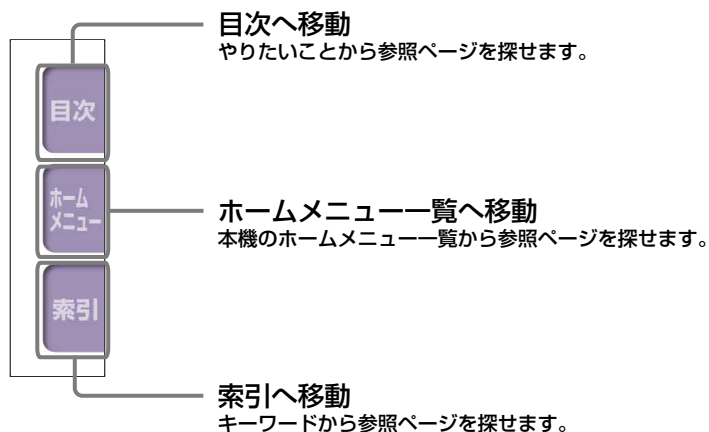 目次へ移動
やりたいことから参照ページを探せます。
目次
ホーム
メニュー
ホームメニュー一覧へ移動
本機のホームメニュー一覧から参照ページを探せます。
索引
索引へ移動
キーワードから参照ページを探せます。